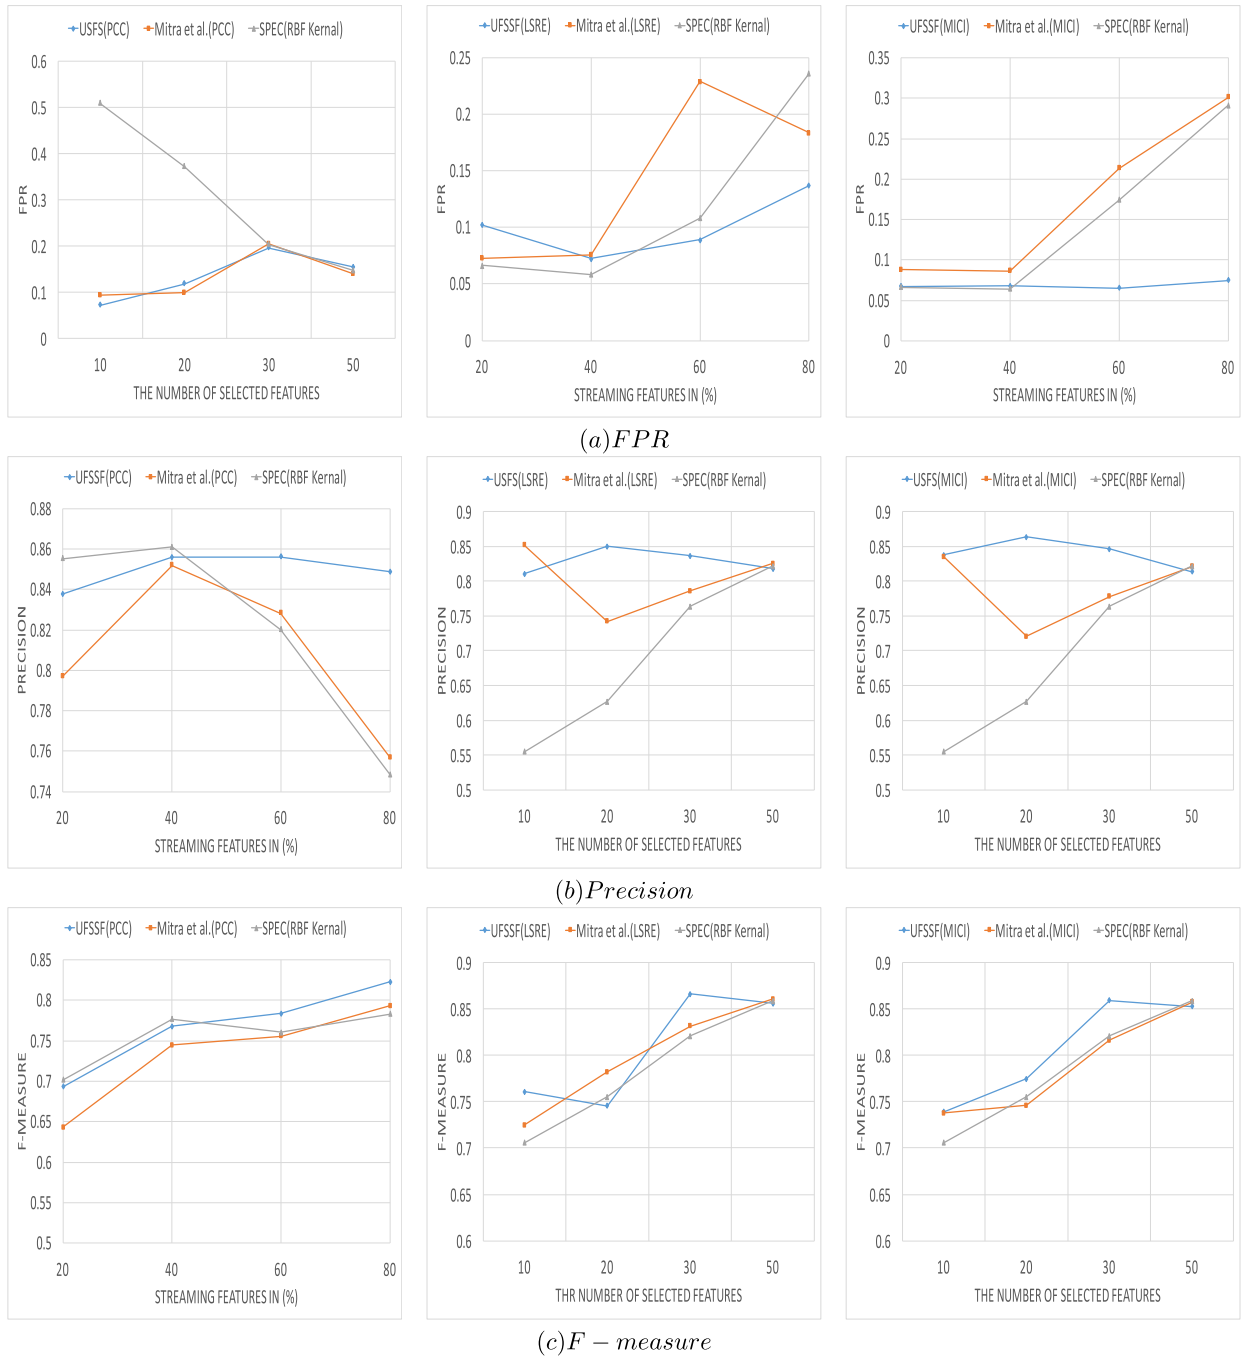 USFS(PCC) Mitra et al.(PCC) SPEC(RBF Kernal)
0.6
0.5
0.4
0.3
0.2
0.1
0
FPR
10 20 30 50
THE NUMBER OF SELECTED FEATURES
UFSSF(LSRE) Mitra et al.(LSRE) SPEC(RBF Kernal)
0.25
0.2
0.15
0.1
0.05
0
FPR
20 40 60 80
STREAMING FEATURES IN (%)
UFSSF(MICI) Mitra et al.(MICI) SPEC(RBF Kernal)
0.35
0.3
0.25
0.2
0.15
0.1
0.05
0
FPR
20 40 60 80
STREAMING FEATURES IN (%)
(a)FPR
UFSSF(PCC) Mitra et al.(PCC) SPEC(RBF Kernal)
0.88
0.86
0.84
0.82
0.8
0.78
0.76
0.74
PRECISION
20 40 60 80
STREAMING FEATURES IN (%)
USFS(LSRE) Mitra et al.(LSRE) SPEC(RBF Kernal)
0.9
0.85
0.8
0.75
0.7
0.65
0.6
0.55
0.5
PRECISION
10 20 30 50
THE NUMBER OF SELECTED FEATURES
USFS(MICI) Mitra et al.(MICI) SPEC(RBF Kernal)
0.9
0.85
0.8
0.75
0.7
0.65
0.6
0.55
0.5
PRECISION
10 20 30 50
THE NUMBER OF SELECTED FEATURES
(b)Precision
UFSSF(PCC) Mitra et al.(PCC) SPEC(RBF Kernal)
0.85
0.8
0.75
0.7
0.65
0.6
0.55
0.5
F-MEASURE
20 40 60 80
STREAMING FEATURES IN (%)
UFSSF(LSRE) Mitra et al.(LSRE) SPEC(RBF Kernal)
0.9
0.85
0.8
0.75
0.7
0.65
0.6
F-MEASURE
10 20 30 50
THR NUMBER OF SELECTED FEATURES
UFSSF(MICI) Mitra et al.(MICI) SPEC(RBF Kernal)
0.9
0.85
0.8
0.75
0.7
0.65
0.6
F-MEASURE
10 20 30 50
THE NUMBER OF SELECTED FEATURES
(c)F − measure